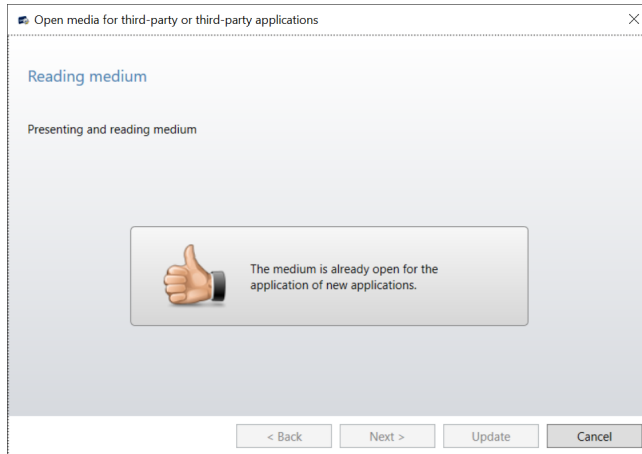 Open media for third-party or third-party applications
Reading medium
Presenting and reading medium
The medium is already open for the
application of new applications.
< Back
Next >
Update
Cancel